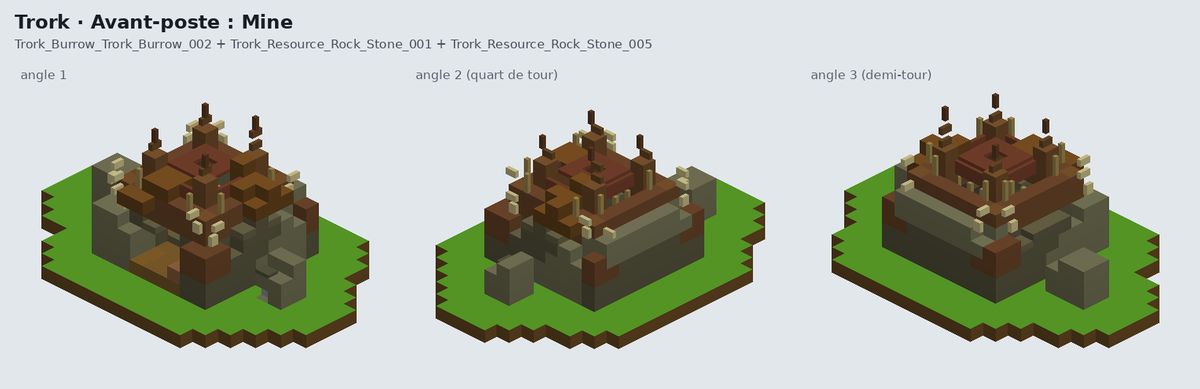 Trork · Avant-poste : Mine
Trork_Burrow_Trork_Burrow_002 + Trork_Resource_Rock_Stone_001 + Trork_Resource_Rock_Stone_005
angle 1
angle 2 (quart de tour)
angle 3 (demi-tour)